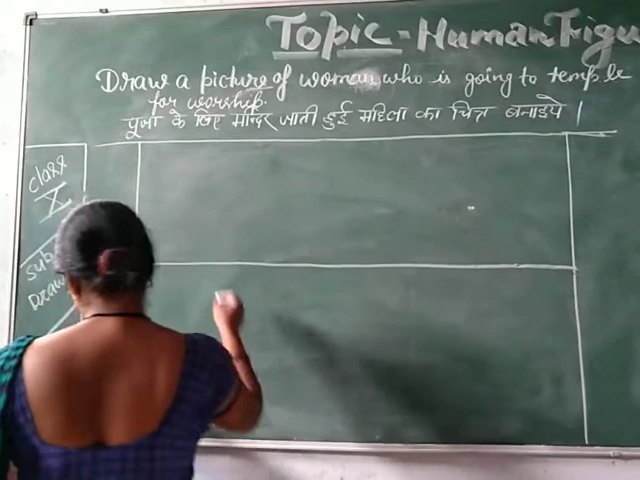 Topic - Human Figu
Draw a picture of woman who is going to temple
for worship.
पूजा के लिए मन्दिर जाती हुई महिला का चित्र बनाइये |
Class
X
Sub
Draw